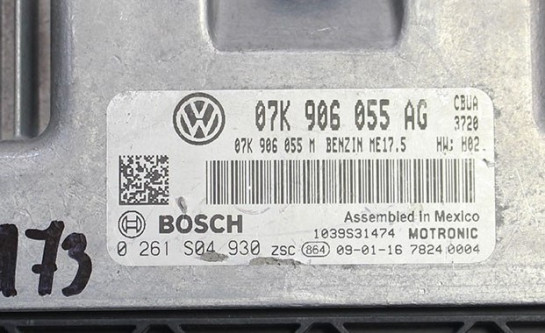 07K 906 055 AG CBUA
3720
07K 906 055 M BENZIN ME17.5 HW: H02
BOSCH
Assembled in Mexico
1039S31474 MOTRONIC
0 261 S04 930 ZSC 864 09-01-16 7824 0004
173